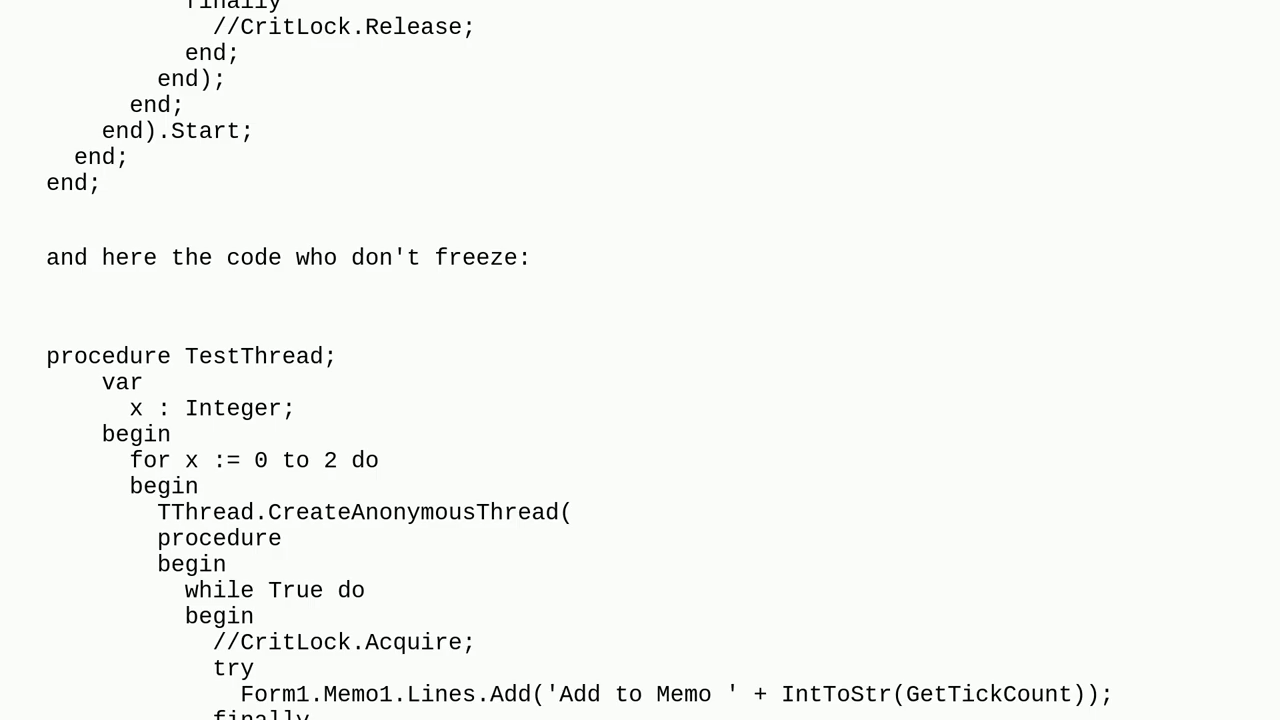 finally
//CritLock.Release;
end;
end);
end;
end).Start;
end;
end;
and here the code who don't freeze:
procedure TestThread;
var
x : Integer;
begin
for x := 0 to 2 do
begin
TThread.CreateAnonymousThread(
procedure
begin
while True do
begin
//CritLock.Acquire;
try
Form1.Memo1.Lines.Add('Add to Memo ' + IntToStr(GetTickCount));
finally